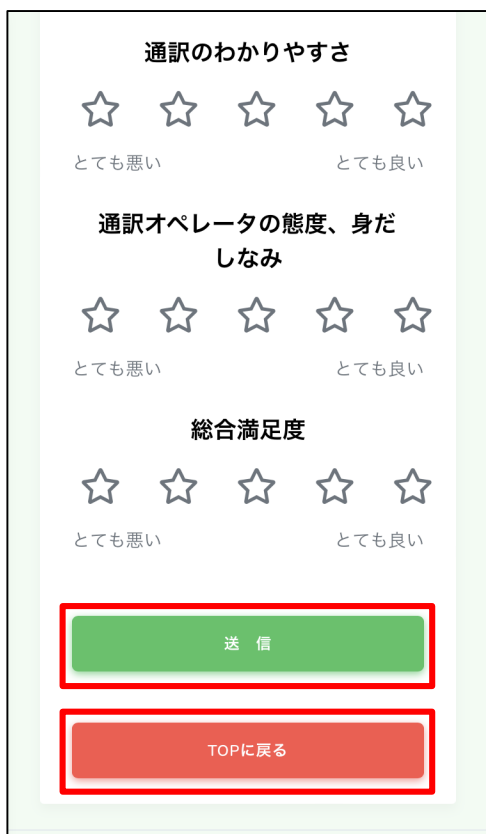 通訳のわかりやすさ
とても悪い とても良い
通訳オペレータの態度、身だ
しなみ
とても悪い とても良い
総合満足度
とても悪い とても良い
送　信
TOPに戻る